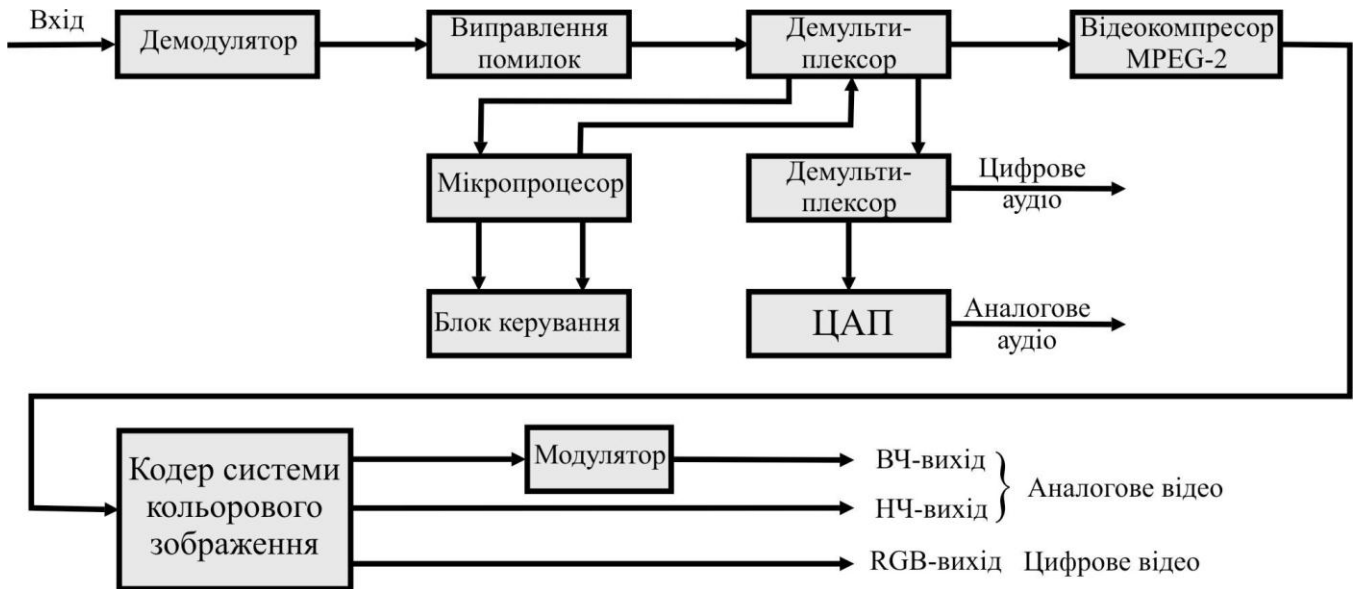 Вхід
Демодулятор
Виправлення
помилок
Демульти-
плексор
Відеокомпресор
MPEG-2
Мікропроцесор
Демульти-
плексор
Цифрове
аудіо
Блок керування
ЦАП
Аналогове
аудіо
Кодер системи
кольорового
зображення
Модулятор
ВЧ-вихід
НЧ-вихід
Аналогове відео
RGB-вихід Цифрове відео